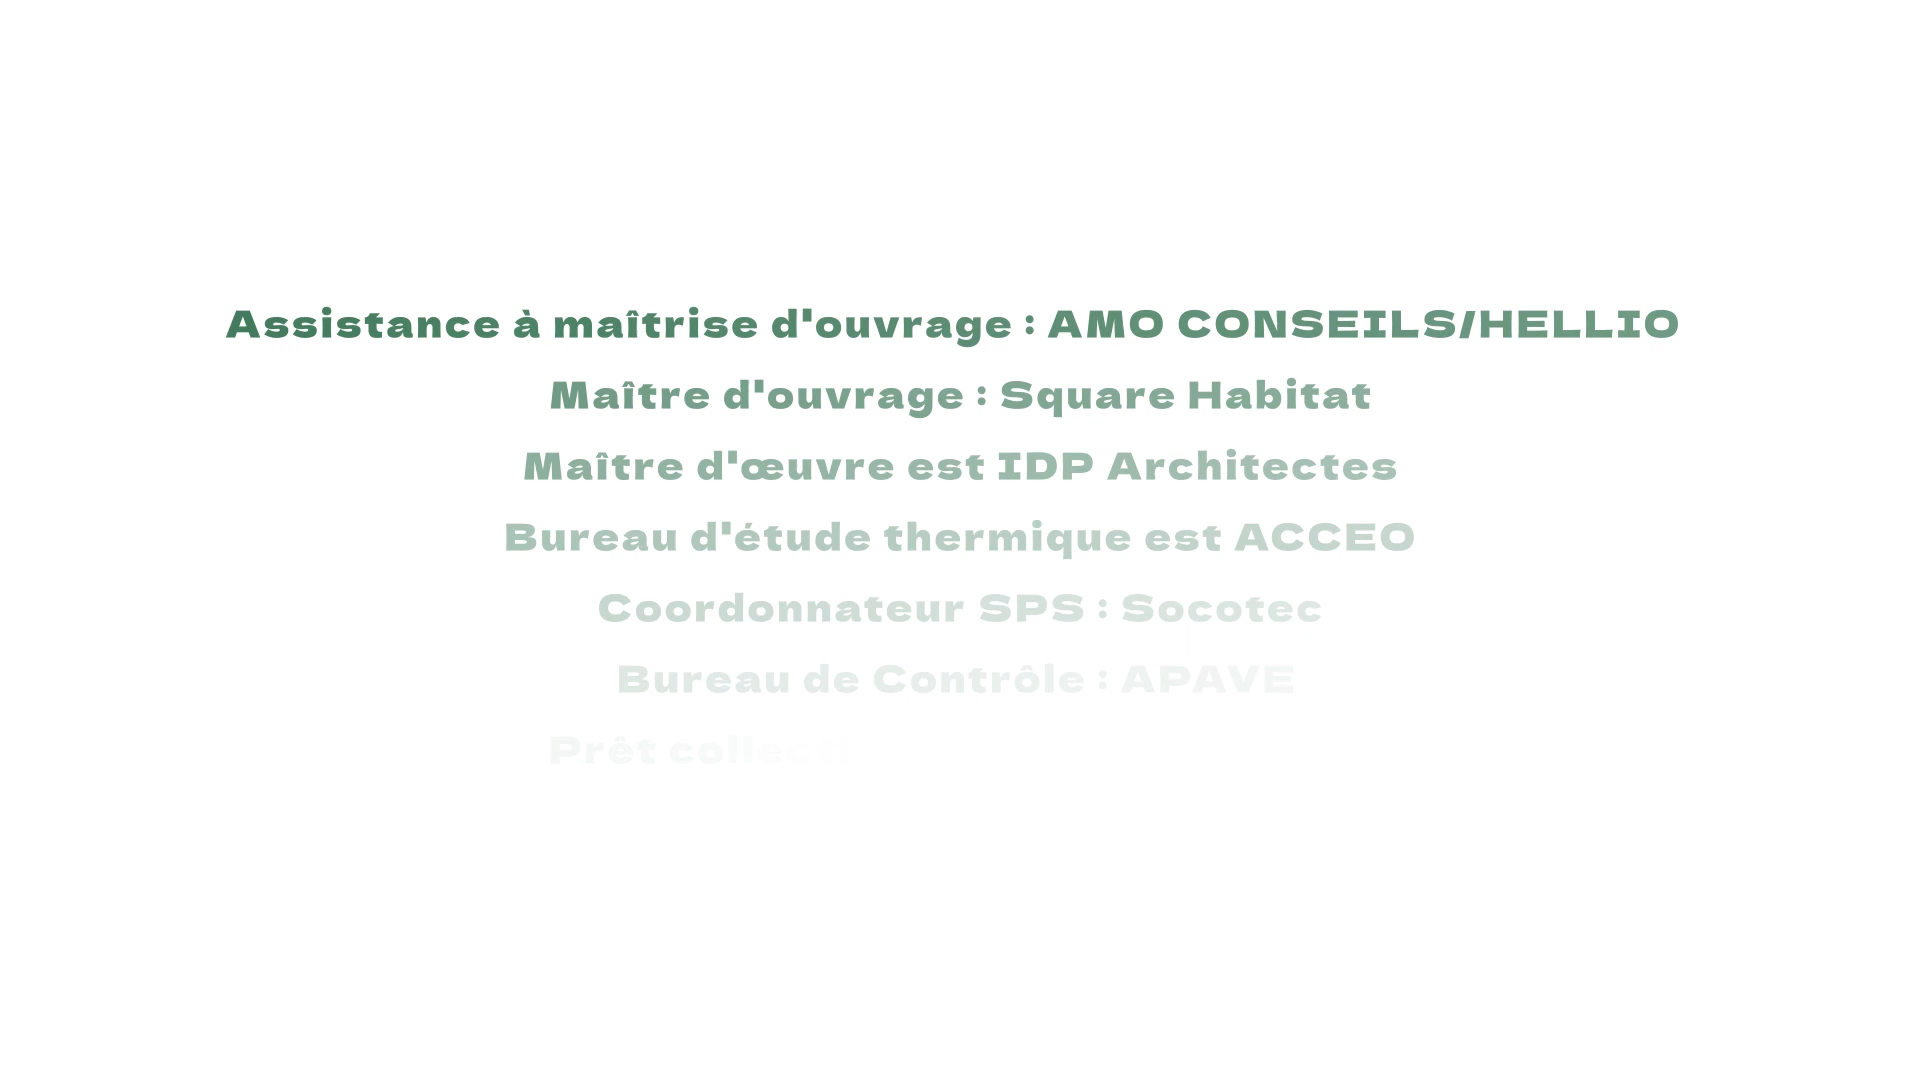 Assistance à maîtrise d'ouvrage : AMO CONSEILS/HELLIO
Maître d'ouvrage : Square Habitat
Maître d'œuvre est IDP Architectes
Bureau d'étude thermique est ACCEO
Coordonnateur SPS : Socotec
Bureau de Contrôle : APAVE
Prêt